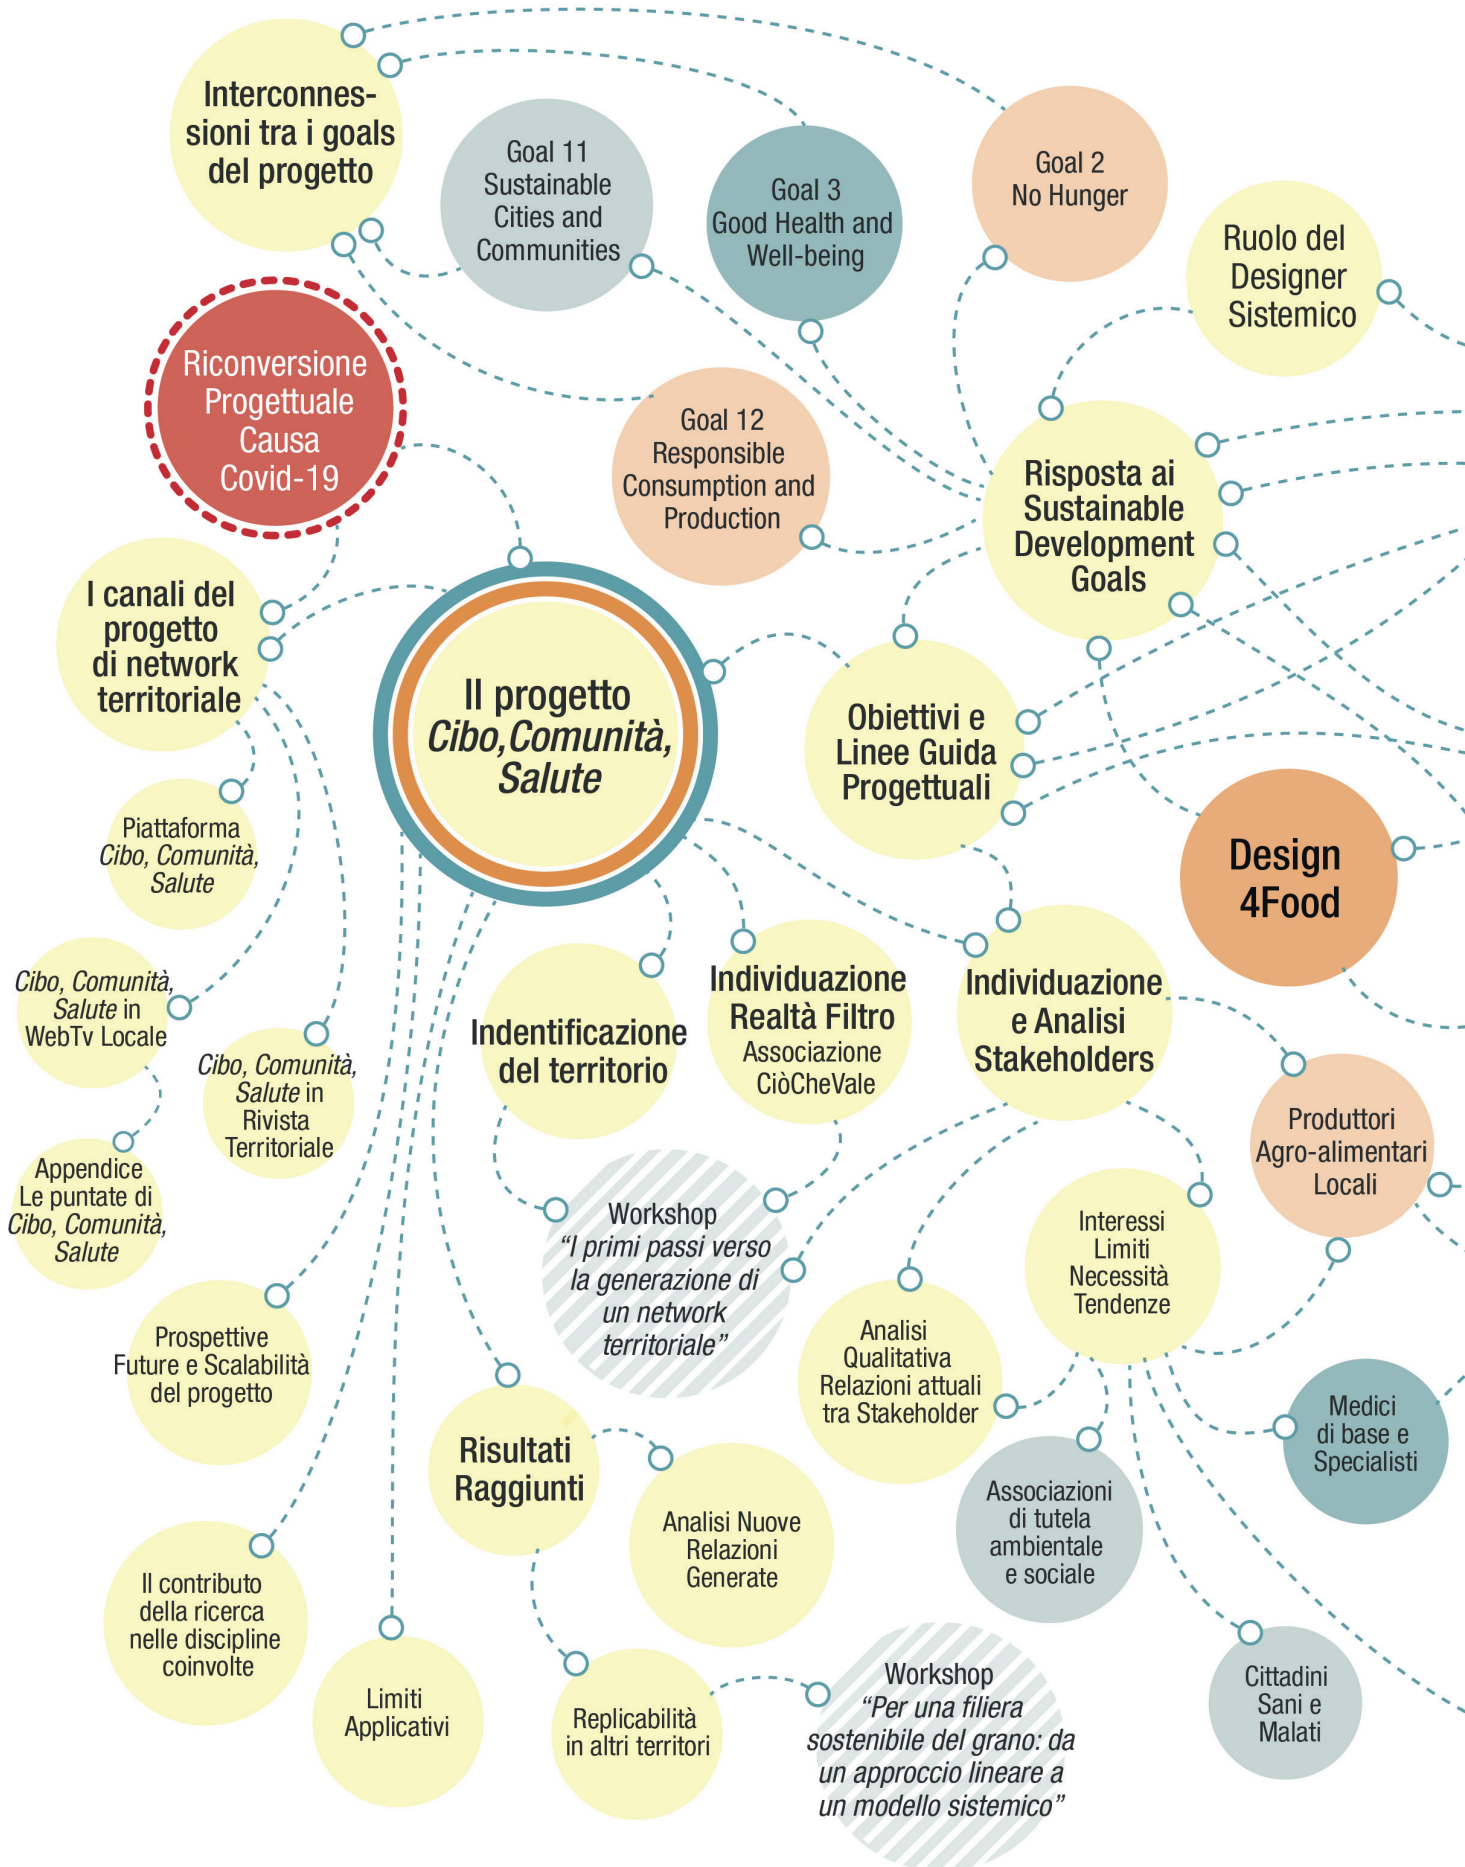 Interconnes-
sioni tra i goals
del progetto
Goal 11
Sustainable
Cities and
Communities
Goal 3
Good Health and
Well-being
Goal 2
No Hunger
Ruolo del
Designer
Sistemico
Riconversione
Progettuale
Causa
Covid-19
Goal 12
Responsible
Consumption and
Production
Risposta ai
Sustainable
Development
Goals
I canali del
progetto
di network
territoriale
Il progetto
Cibo,Comunità,
Salute
Obiettivi e
Linee Guida
Progettuali
Design
4Food
Piattaforma
Cibo, Comunità,
Salute
Cibo, Comunità,
Salute in
WebTv Locale
Cibo, Comunità,
Salute in
Rivista
Territoriale
Appendice
Le puntate di
Cibo, Comunità,
Salute
Indentificazione
del territorio
Individuazione
Realtà Filtro
Associazione
CiòCheVale
Individuazione
e Analisi
Stakeholders
Produttori
Agro-alimentari
Locali
Workshop
“I primi passi verso
la generazione di
un network
territoriale”
Interessi
Limiti
Necessità
Tendenze
Prospettive
Future e Scalabilità
del progetto
Analisi
Qualitativa
Relazioni attuali
tra Stakeholder
Medici
di base e
Specialisti
Risultati
Raggiunti
Analisi Nuove
Relazioni
Generate
Associazioni
di tutela
ambientale
e sociale
Il contributo
della ricerca
nelle discipline
coinvolte
Limiti
Applicativi
Replicabilità
in altri territori
Workshop
“Per una filiera
sostenibile del grano: da
un approccio lineare a
un modello sistemico”
Cittadini
Sani e
Malati